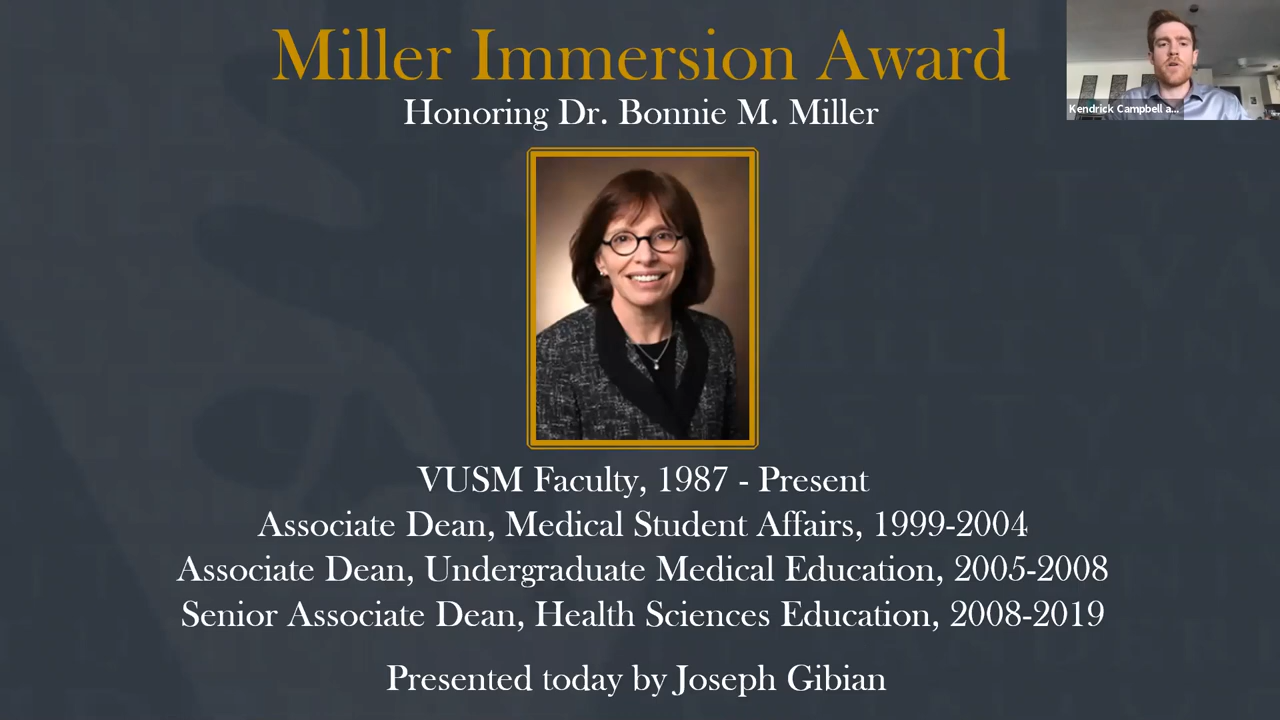 Miller Immersion Award
Honoring Dr. Bonnie M. Miller
Kendrick Campbell a...
VUSM Faculty, 1987 - Present
Associate Dean, Medical Student Affairs, 1999-2004
Associate Dean, Undergraduate Medical Education, 2005-2008
Senior Associate Dean, Health Sciences Education, 2008-2019
Presented today by Joseph Gibian